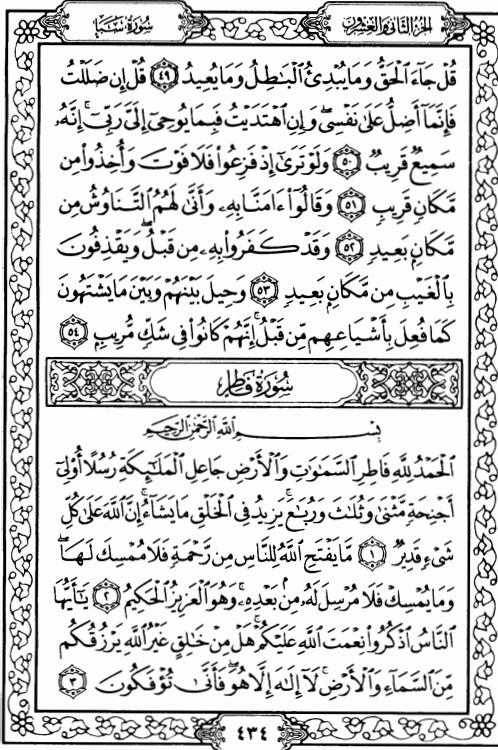 الجزء الثاني والعشرون
سورة سبإ
قُلْ جَآءَ ٱلْحَقُّ وَمَا يُبْدِئُ ٱلْبَٰطِلُ وَمَا يُعِيدُ ٤٩ قُلْ إِن ضَلَلْتُ
فَإِنَّمَآ أَضِلُّ عَلَىٰ نَفْسِى ۖ وَإِنِ ٱهْتَدَيْتُ فَبِمَا يُوحِىٓ إِلَىَّ رَبِّىٓ ۚ إِنَّهُۥ
سَمِيعٌ قَرِيبٌ ٥٠ وَلَوْ تَرَىٰٓ إِذْ فَزِعُوا۟ فَلَا فَوْتَ وَأُخِذُوا۟ مِن
مَّكَانٍ قَرِيبٍ ٥١ وَقَالُوٓا۟ ءَامَنَّا بِهِۦ وَأَنَّىٰ لَهُمُ ٱلتَّنَاوُشُ مِن
مَّكَانٍۭ بَعِيدٍ ٥٢ وَقَدْ كَفَرُوا۟ بِهِۦ مِن قَبْلُ ۖ وَيَقْذِفُونَ
بِٱلْغَيْبِ مِن مَّكَانٍۭ بَعِيدٍ ٥٣ وَحِيلَ بَيْنَهُمْ وَبَيْنَ مَا يَشْتَهُونَ
كَمَا فُعِلَ بِأَشْيَاعِهِم مِّن قَبْلُ ۚ إِنَّهُمْ كَانُوا۟ فِى شَكٍّ مُّرِيبٍۭ ٥٤
سُورَةُ فَاطِرٍ
بِسْمِ ٱللَّهِ ٱلرَّحْمَٰنِ ٱلرَّحِيمِ
ٱلْحَمْدُ لِلَّهِ فَاطِرِ ٱلسَّمَٰوَٰتِ وَٱلْأَرْضِ جَاعِلِ ٱلْمَلَٰٓئِكَةِ رُسُلًا أُو۟لِىٓ
أَجْنِحَةٍ مَّثْنَىٰ وَثُلَٰثَ وَرُبَٰعَ ۚ يَزِيدُ فِى ٱلْخَلْقِ مَا يَشَآءُ ۚ إِنَّ ٱللَّهَ عَلَىٰ كُلِّ
شَىْءٍ قَدِيرٌ ١ مَّا يَفْتَحِ ٱللَّهُ لِلنَّاسِ مِن رَّحْمَةٍ فَلَا مُمْسِكَ لَهَا ۖ
وَمَا يُمْسِكْ فَلَا مُرْسِلَ لَهُۥ مِنۢ بَعْدِهِۦ ۚ وَهُوَ ٱلْعَزِيزُ ٱلْحَكِيمُ ٢ يَٰٓأَيُّهَا
ٱلنَّاسُ ٱذْكُرُوا۟ نِعْمَتَ ٱللَّهِ عَلَيْكُمْ ۚ هَلْ مِنْ خَٰلِقٍ غَيْرُ ٱللَّهِ يَرْزُقُكُم
مِّنَ ٱلسَّمَآءِ وَٱلْأَرْضِ ۚ لَآ إِلَٰهَ إِلَّا هُوَ ۖ فَأَنَّىٰ تُؤْفَكُونَ ٣
٤٣٤